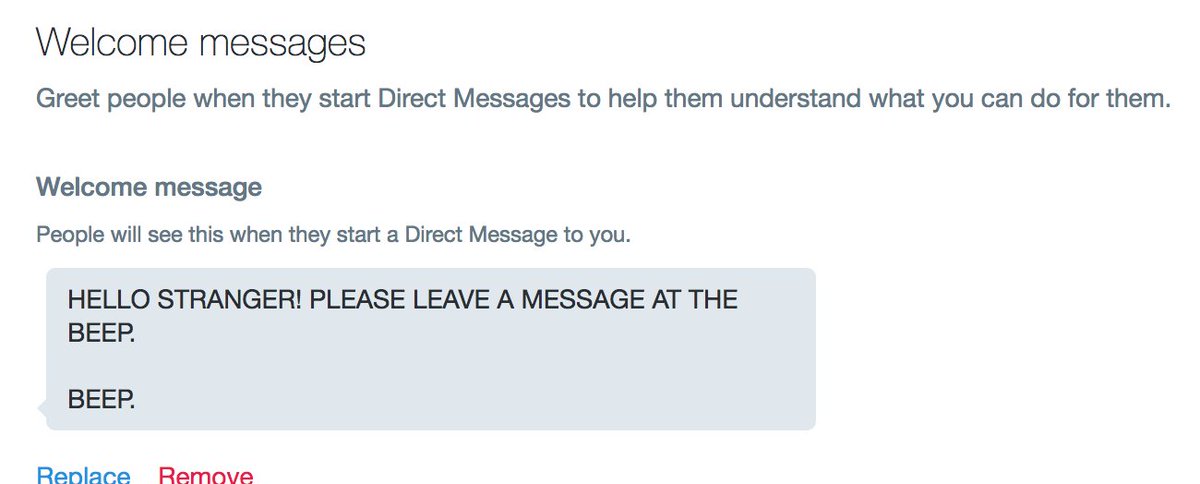 Welcome messages
Greet people when they start Direct Messages to help them understand what you can do for them.
Welcome message
People will see this when they start a Direct Message to you.
HELLO STRANGER! PLEASE LEAVE A MESSAGE AT THE
BEEP.
BEEP.
Replace Remove